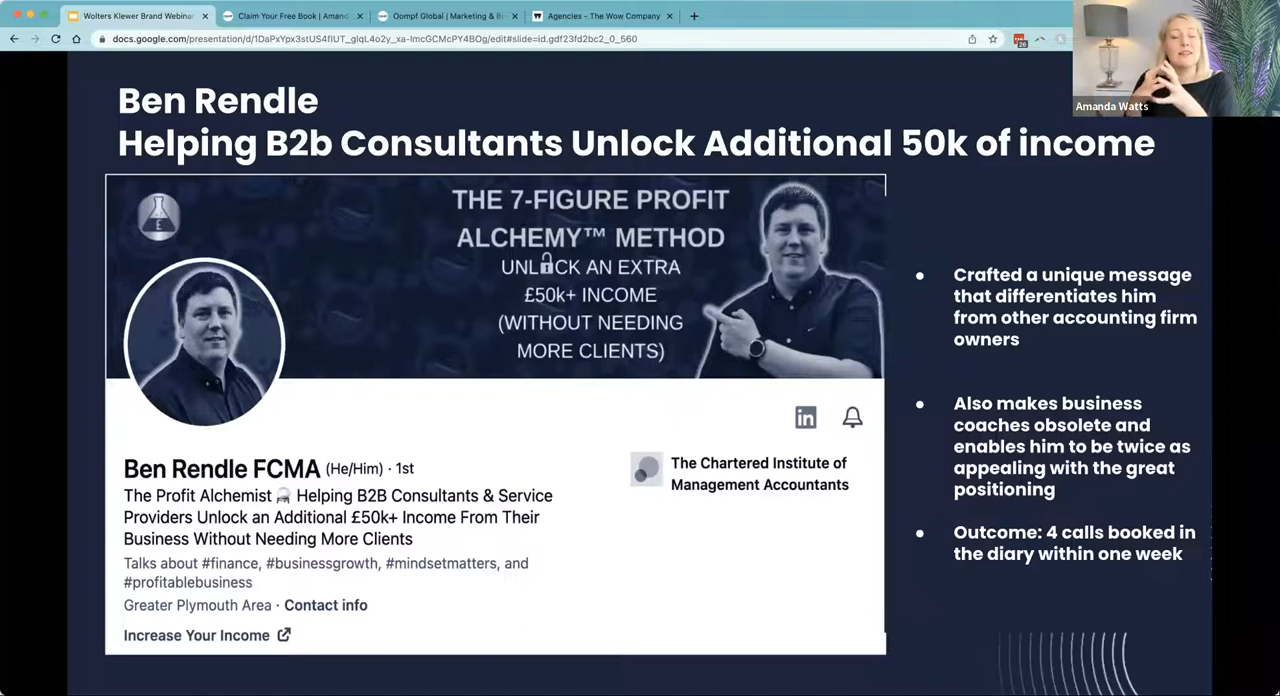 Wolters Klewer Brand Webinar
Claim Your Free Book | Amand
Oompf Global | Marketing & B
Agencies - The Wow Company
docs.google.com/presentation/d/1DaPxYpx3stUS4fIUT_glqL4o2y_xa-lmcGCMcPY4BOg/edit#slide=id.gdf23fd2bc2_0_560
Amanda Watts
Ben Rendle
Helping B2b Consultants Unlock Additional 50k of income
THE 7-FIGURE PROFIT
ALCHEMY™ METHOD
UNLOCK AN EXTRA
£50k+ INCOME
(WITHOUT NEEDING
MORE CLIENTS)
£
in
Ben Rendle FCMA (He/Him) · 1st
The Profit Alchemist Helping B2B Consultants & Service
Providers Unlock an Additional £50k+ Income From Their
Business Without Needing More Clients
Talks about #finance, #businessgrowth, #mindsetmatters, and
#profitablebusiness
Greater Plymouth Area · Contact info
Increase Your Income
The Chartered Institute of
Management Accountants
• Crafted a unique message
that differentiates him
from other accounting firm
owners
• Also makes business
coaches obsolete and
enables him to be twice as
appealing with the great
positioning
• Outcome: 4 calls booked in
the diary within one week